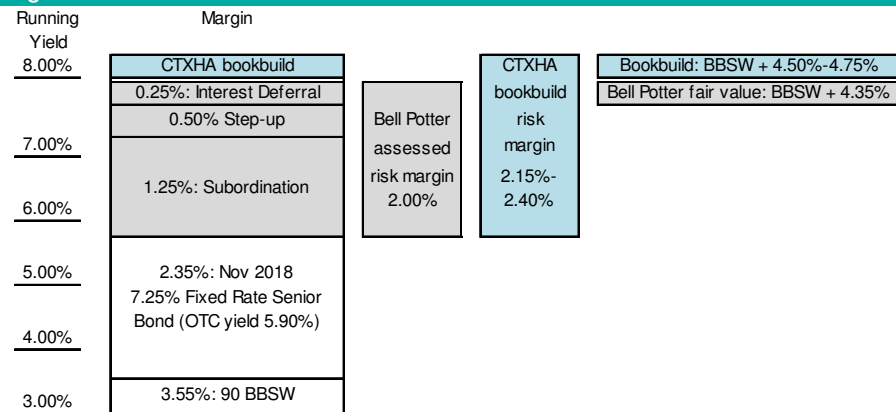 Running
Yield
Margin
8.00%
CTXHA bookbuild
0.25%: Interest Deferral
0.50% Step-up
7.00%
1.25%: Subordination
6.00%
5.00%
2.35%: Nov 2018
7.25% Fixed Rate Senior
Bond (OTC yield 5.90%)
4.00%
3.55%: 90 BBSW
3.00%
Bell Potter
assessed
risk margin
2.00%
CTXHA
bookbuild
risk
margin
2.15%-
2.40%
Bookbuild: BBSW + 4.50%-4.75%
Bell Potter fair value: BBSW + 4.35%